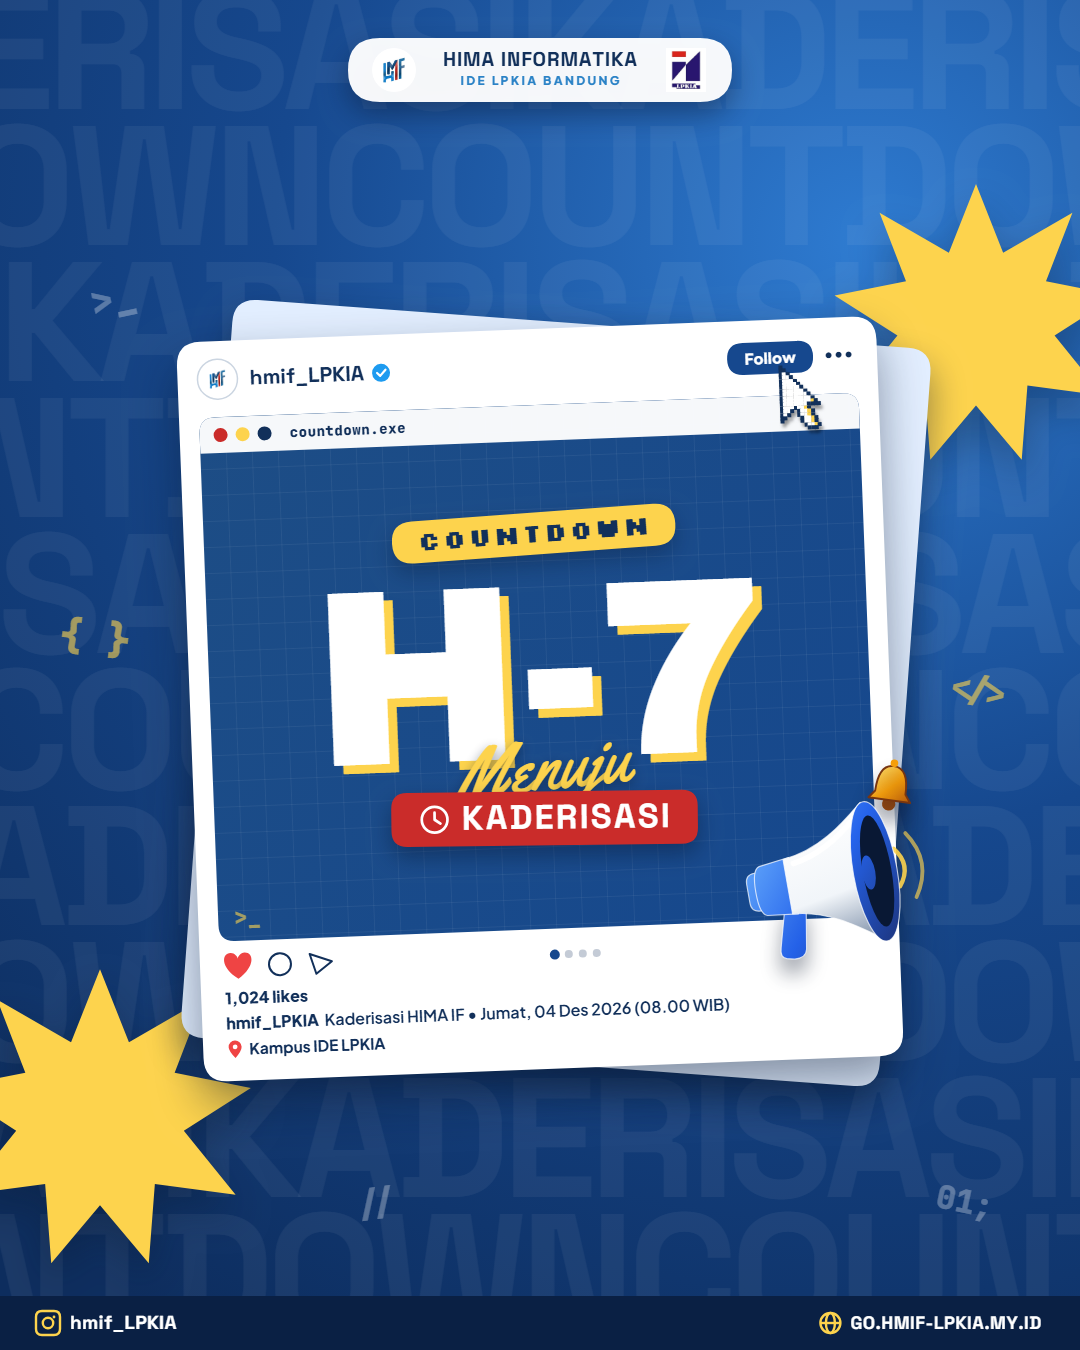 HIMA INFORMATIKA
IDE LPKIA BANDUNG
LPKIA
>_
hmif_LPKIA
Follow
countdown.exe
COUNTDOWN
H-7
Menuju
KADERISASI
{ }
</>
>_
1,024 likes
hmif_LPKIA Kaderisasi HIMA IF • Jumat, 04 Des 2026 (08.00 WIB)
Kampus IDE LPKIA
//
01;
hmif_LPKIA
GO.HMIF-LPKIA.MY.ID